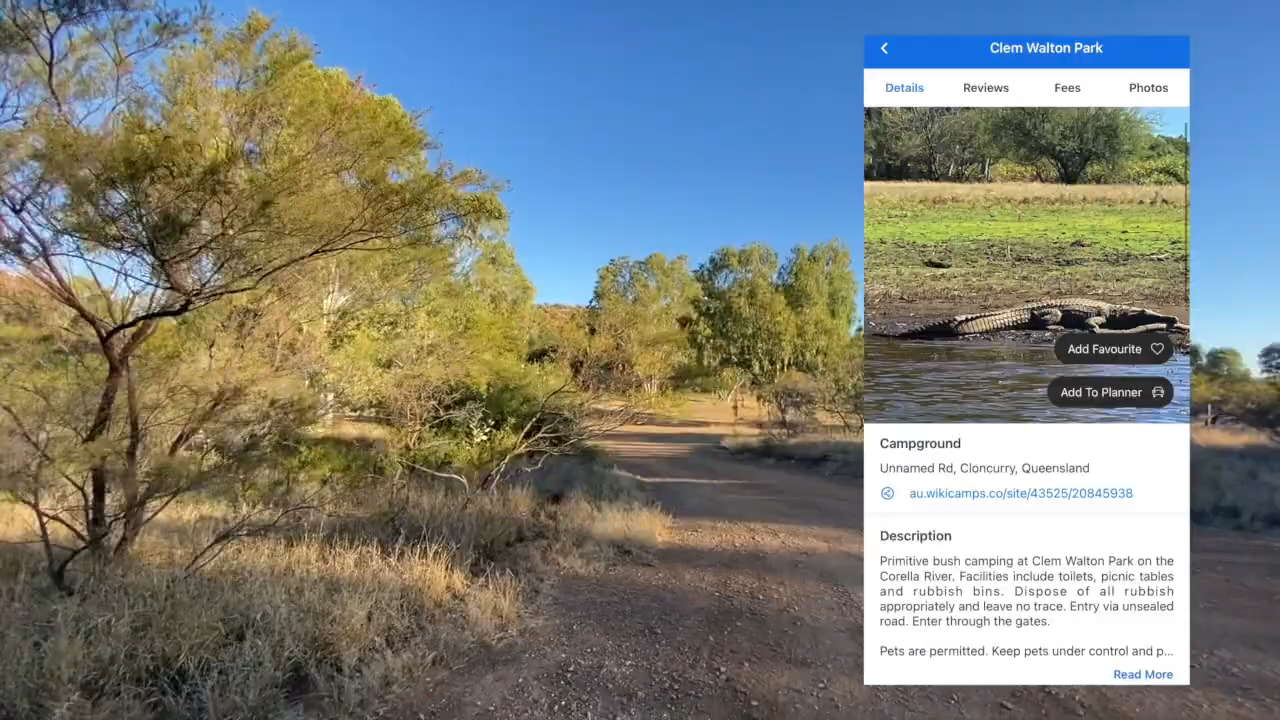 Clem Walton Park
Details Reviews Fees Photos
Add Favourite
Add To Planner
Campground
Unnamed Rd, Cloncurry, Queensland
au.wikicamps.co/site/43525/20845938
Description
Primitive bush camping at Clem Walton Park on the
Corella River. Facilities include toilets, picnic tables
and rubbish bins. Dispose of all rubbish
appropriately and leave no trace. Entry via unsealed
road. Enter through the gates.
Pets are permitted. Keep pets under control and p...
Read More